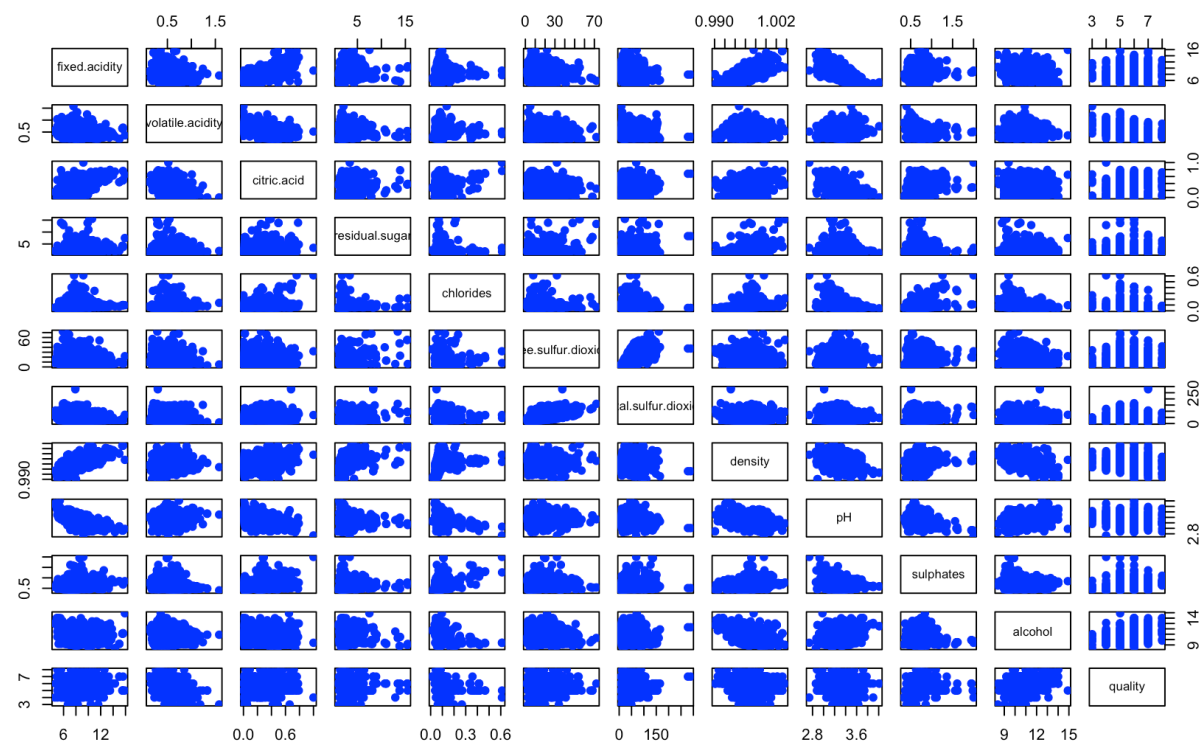 0.5 1.5 5 15 0 30 70 0.990 1.002 0.5 1.5 3 5 7
fixed.acidity 6 16
0.5 volatile.acidity
citric.acid 0.0 1.0
5 residual.sugar
chlorides 0.0 0.6
0 60 ee.sulfur.dioxi
al.sulfur.dioxi 0 250
0.990 density
pH 2.8
0.5 sulphates
alcohol 9 14
3 7 quality
6 12 0.0 0.6 0.0 0.3 0.6 0 150 2.8 3.6 9 11 13 15